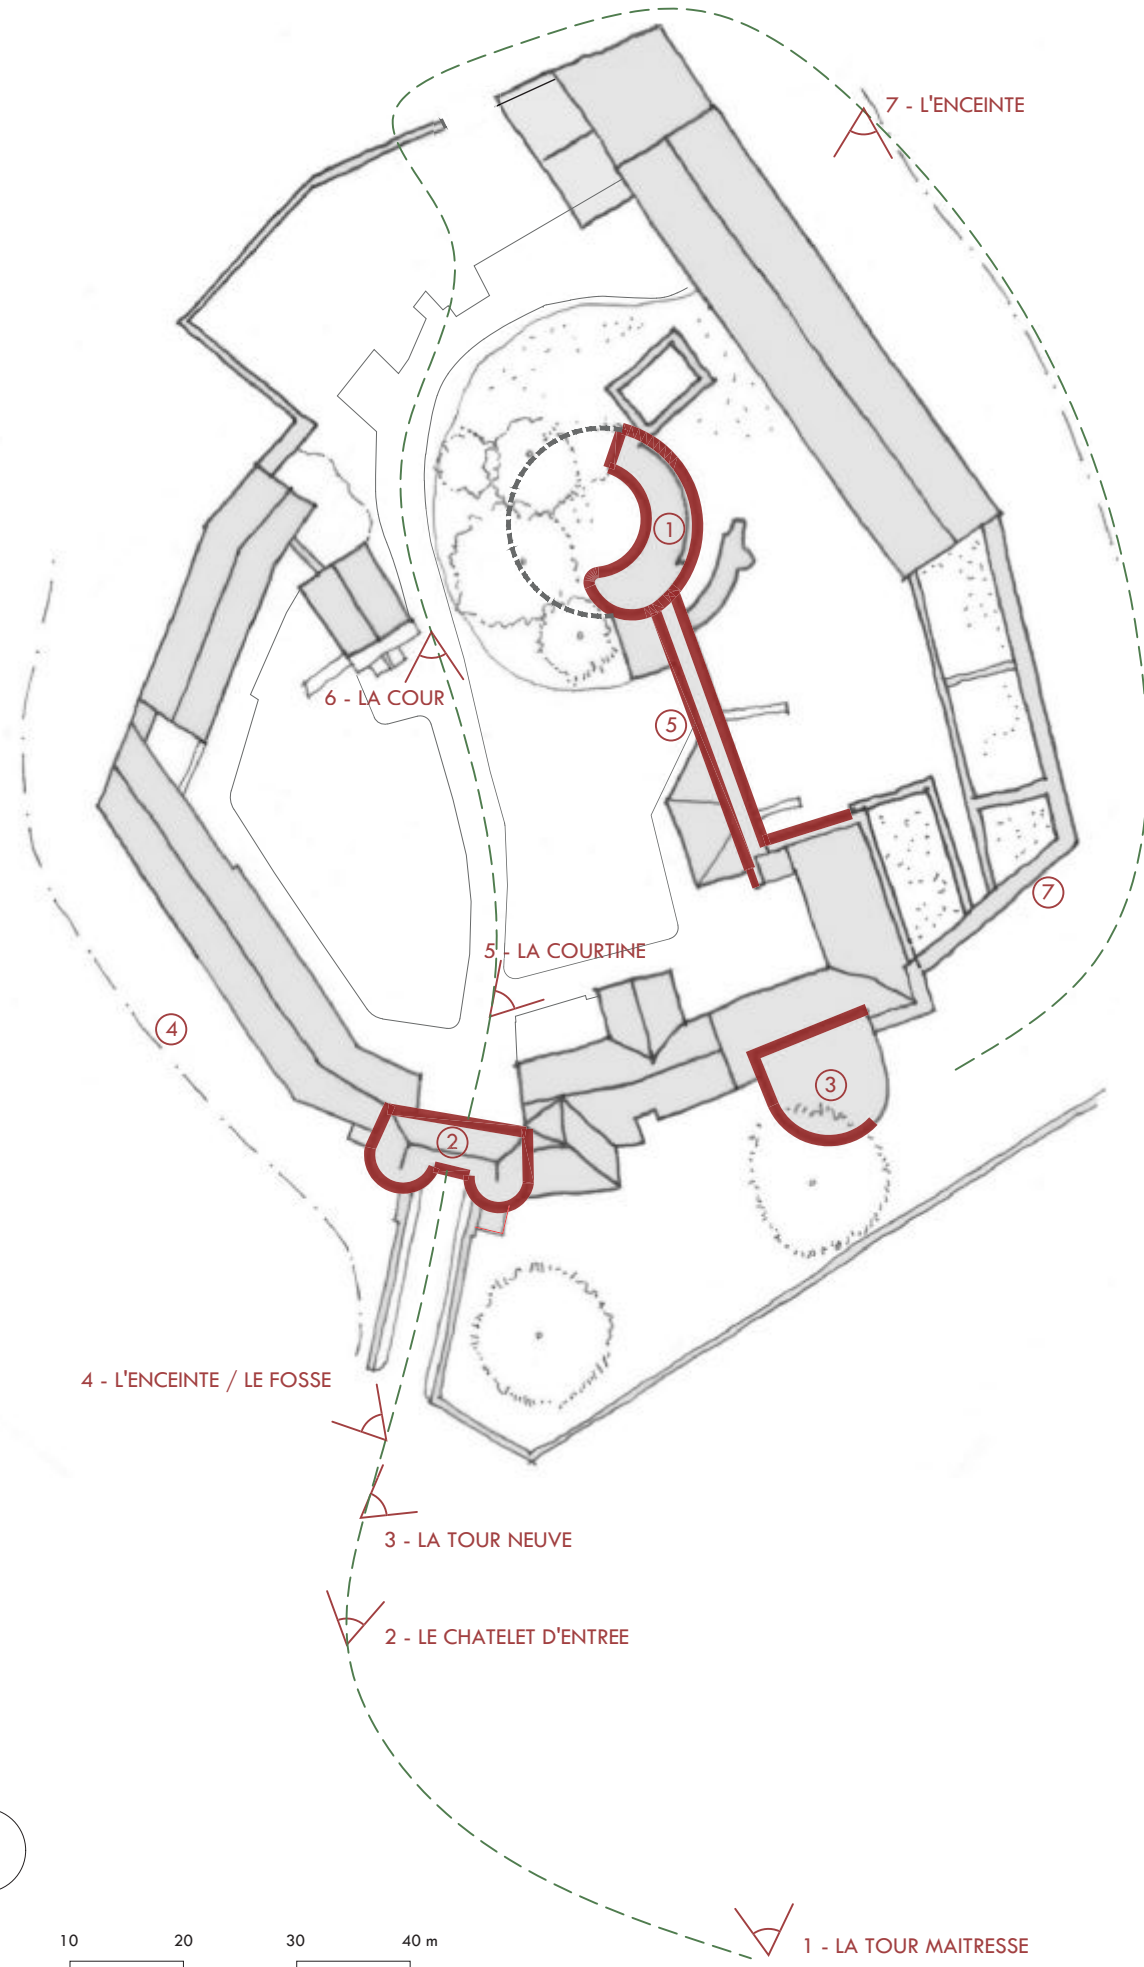 7 - L'ENCEINTE
1
6 - LA COUR
5
7
5 - LA COURTINE
4
3
2
4 - L'ENCEINTE / LE FOSSE
3 - LA TOUR NEUVE
2 - LE CHATELET D'ENTREE
10 20 30 40 m
1 - LA TOUR MAITRESSE